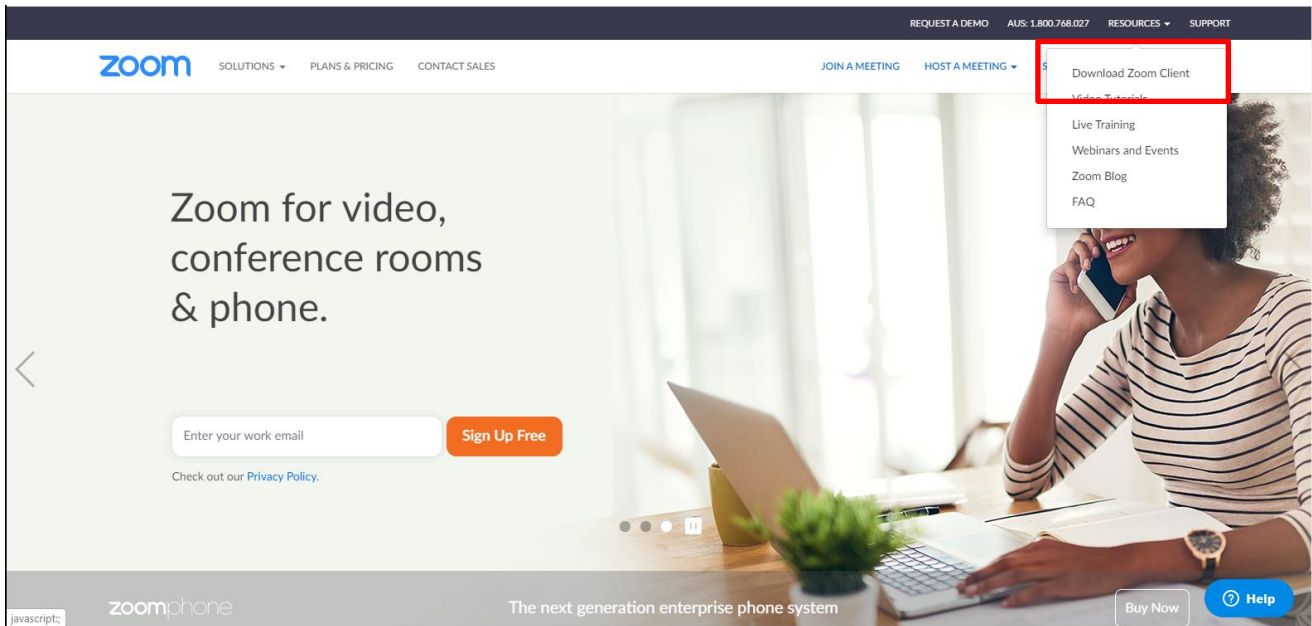 REQUEST A DEMO AUS: 1.800.768.027 RESOURCES SUPPORT
zoom SOLUTIONS PLANS & PRICING CONTACT SALES JOIN A MEETING HOST A MEETING
Download Zoom Client
Video Tutorials
Live Training
Webinars and Events
Zoom Blog
FAQ
Zoom for video,
conference rooms
& phone.
Enter your work email Sign Up Free
Check out our Privacy Policy.
zoomphone The next generation enterprise phone system Buy Now Help
javascript:;